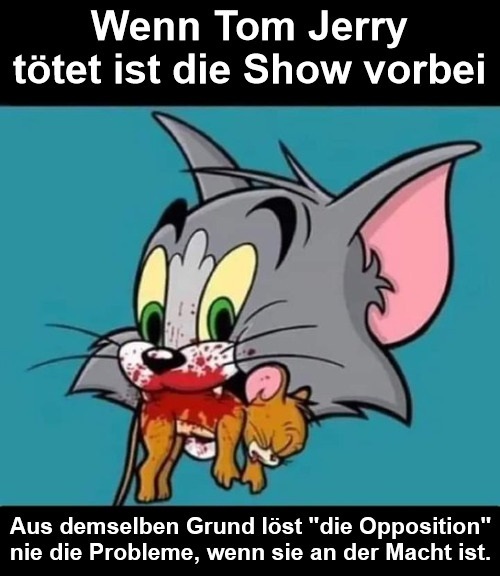 Wenn Tom Jerry
tötet ist die Show vorbei
Aus demselben Grund löst "die Opposition"
nie die Probleme, wenn sie an der Macht ist.